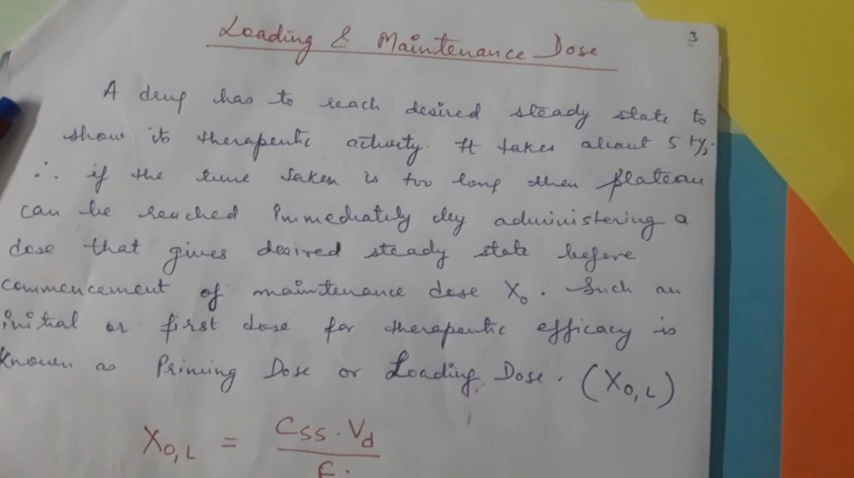 3
Loading & Maintenance Dose
A drug has to reach desired steady state to
show its therapeutic activity. It takes about 5 t½.
∴ if the time taken is too long then plateau
can be reached immediately by administering a
dose that gives desired steady state before
commencement of maintenance dose X₀. Such an
initial or first dose for therapeutic efficacy is
known as Priming Dose or Loading Dose. (X₀,L)
X₀,L = Css.Vd
F